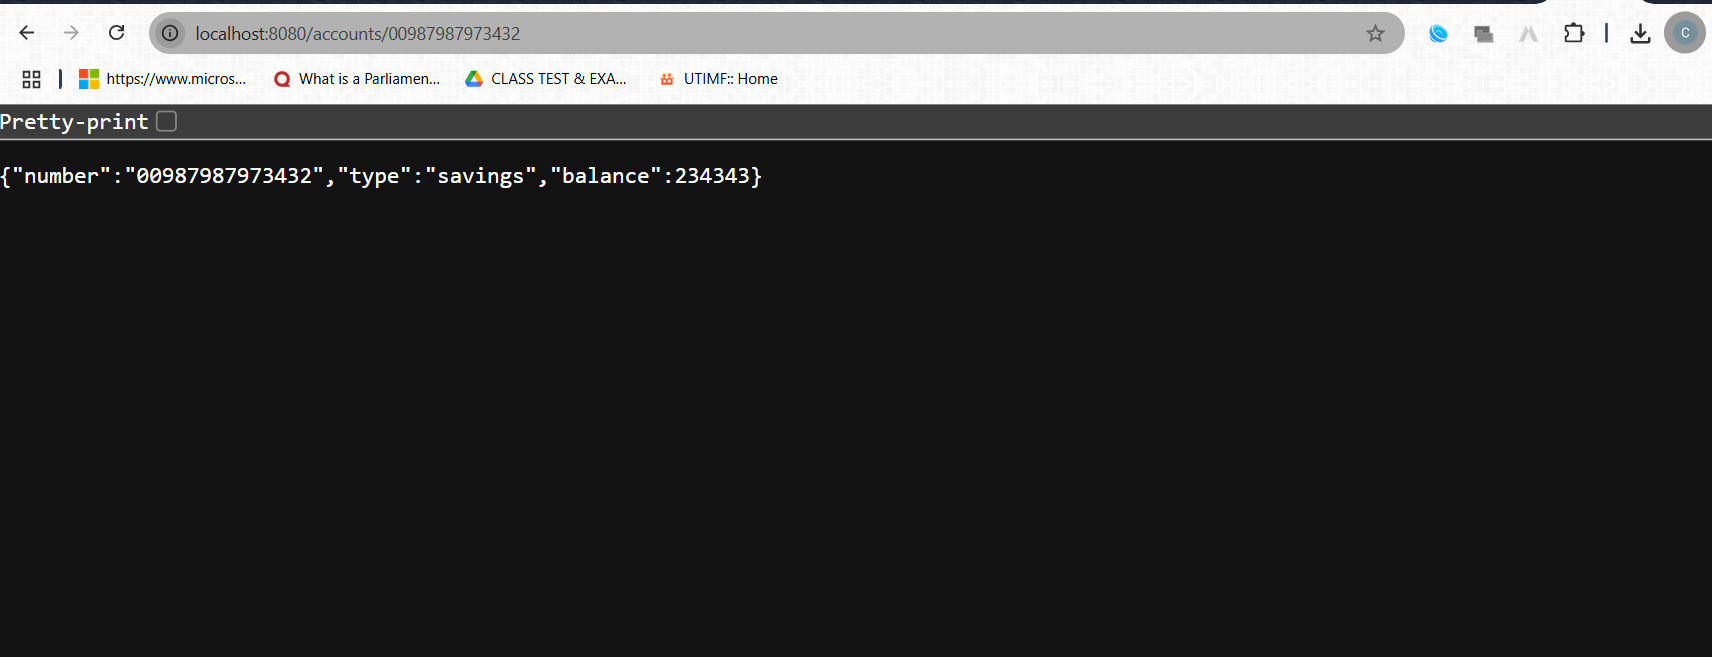 localhost:8080/accounts/00987987973432
C
https://www.micros... What is a Parliamen... CLASS TEST & EXA... UTIMF:: Home
Pretty-print
{"number":"00987987973432","type":"savings","balance":234343}